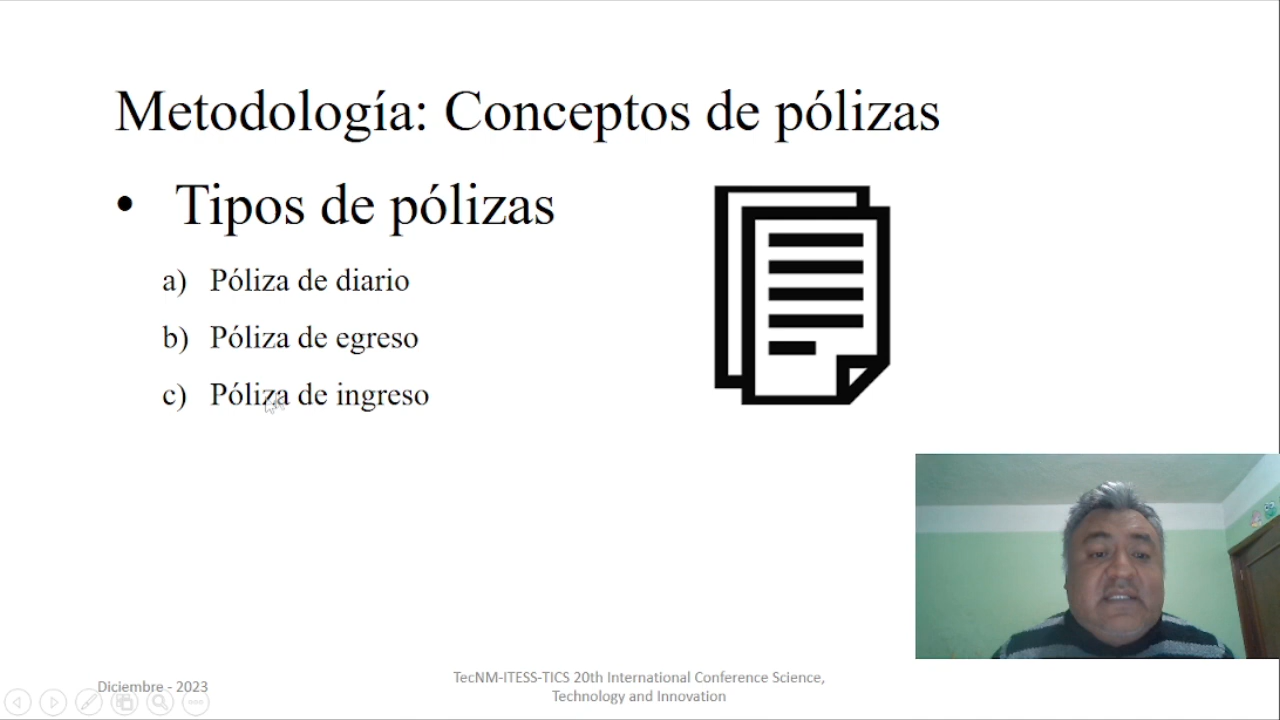 Metodología: Conceptos de pólizas
• Tipos de pólizas
a) Póliza de diario
b) Póliza de egreso
c) Póliza de ingreso
Diciembre - 2023
TecNM-ITESS-TICS 20th International Conference Science,
Technology and Innovation